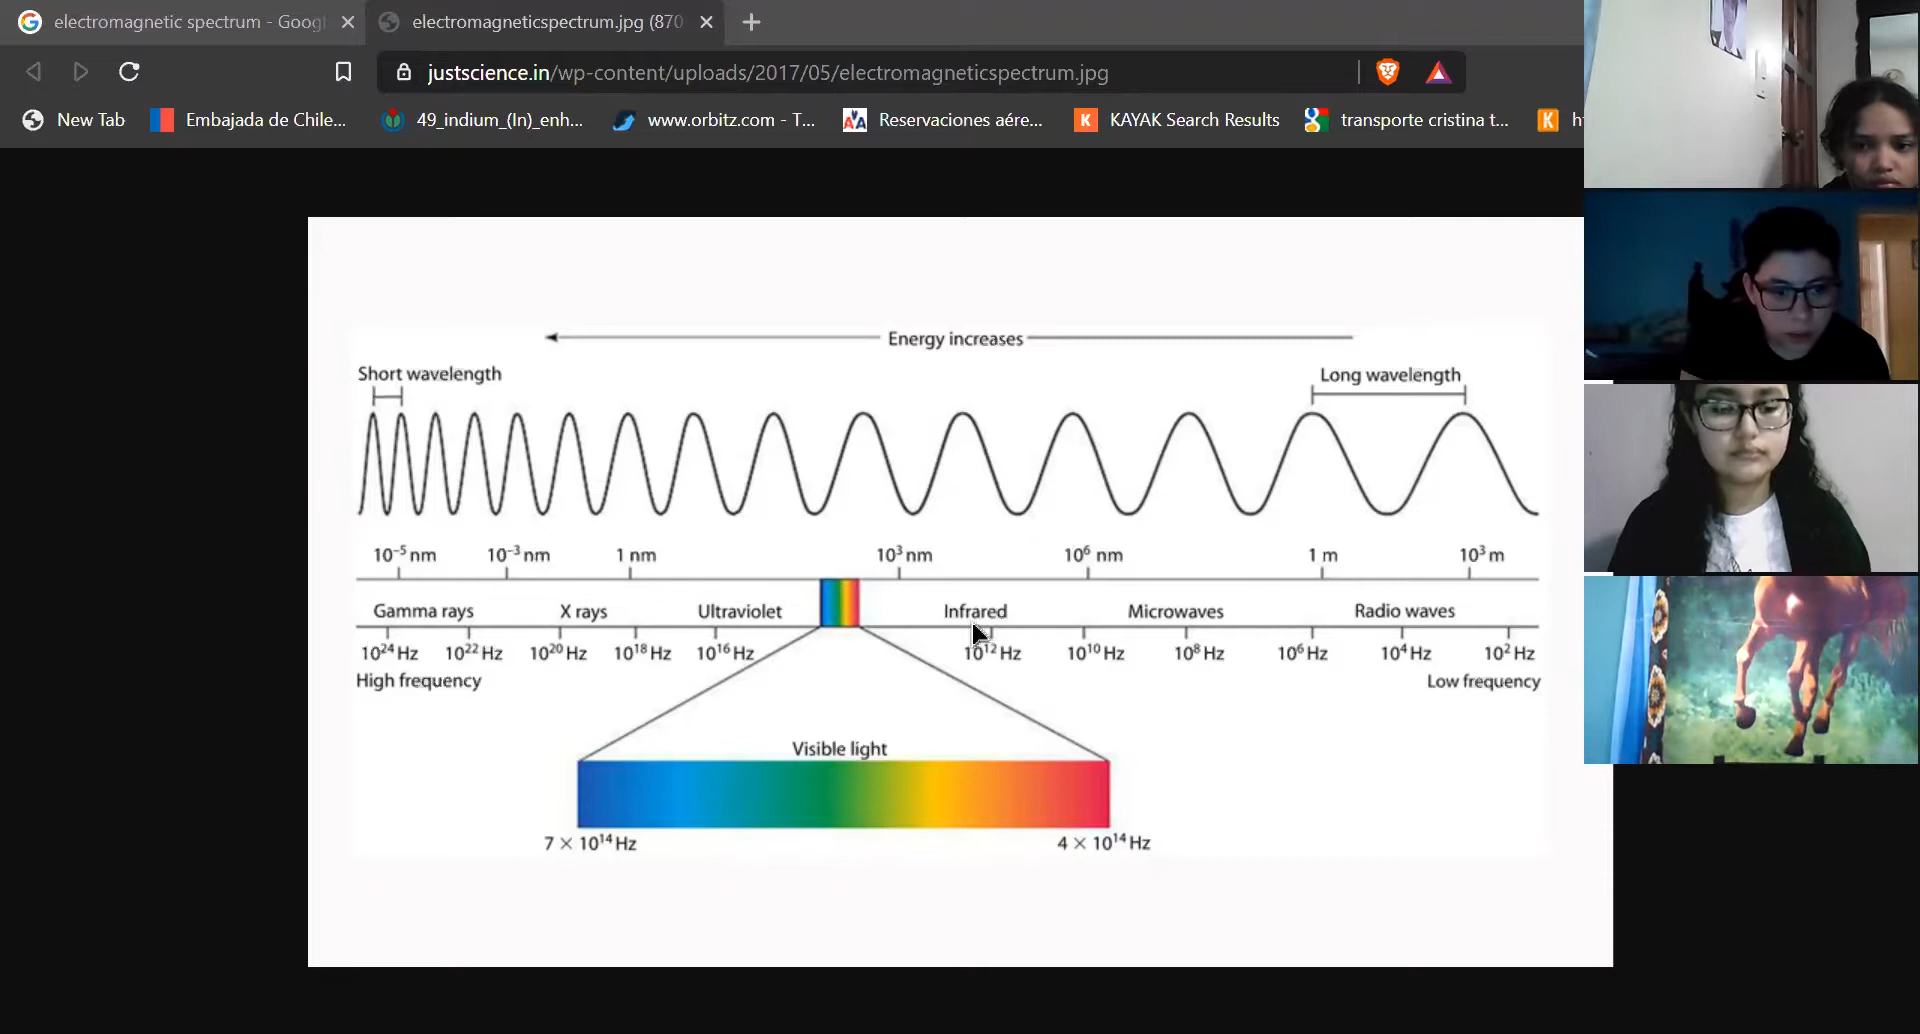 electromagnetic spectrum - Goog
electromagneticspectrum.jpg (870
justscience.in/wp-content/uploads/2017/05/electromagneticspectrum.jpg
New Tab
Embajada de Chile...
49_indium_(In)_enh...
www.orbitz.com - T...
AA
Reservaciones aére...
K
KAYAK Search Results
transporte cristina t...
K
Energy increases
Short wavelength
Long wavelength
10⁻⁵ nm 10⁻³ nm 1 nm 10³ nm 10⁶ nm 1 m 10³ m
Gamma rays X rays Ultraviolet Infrared Microwaves Radio waves
10²⁴ Hz 10²² Hz 10²⁰ Hz 10¹⁸ Hz 10¹⁶ Hz 10¹² Hz 10¹⁰ Hz 10⁸ Hz 10⁶ Hz 10⁴ Hz 10² Hz
High frequency
Low frequency
Visible light
7 × 10¹⁴ Hz
4 × 10¹⁴ Hz